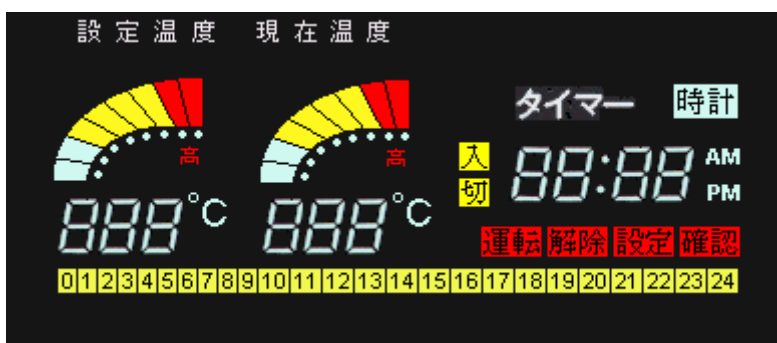 設定温度 現在温度
タイマー 時計
高 高
入 88:88 AM
切 PM
888°C 888°C
運転 解除 設定 確認
0 1 2 3 4 5 6 7 8 9 10 11 12 13 14 15 16 17 18 19 20 21 22 23 24